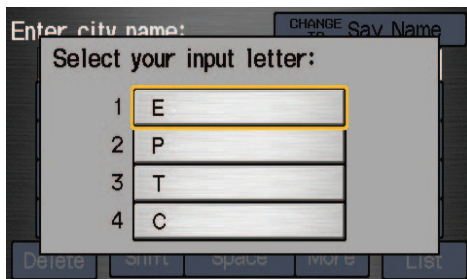 Enter city name:
CHANGE TO Say Name
Select your input letter:
1 E
2 P
3 T
4 C
Delete Shift Space More List